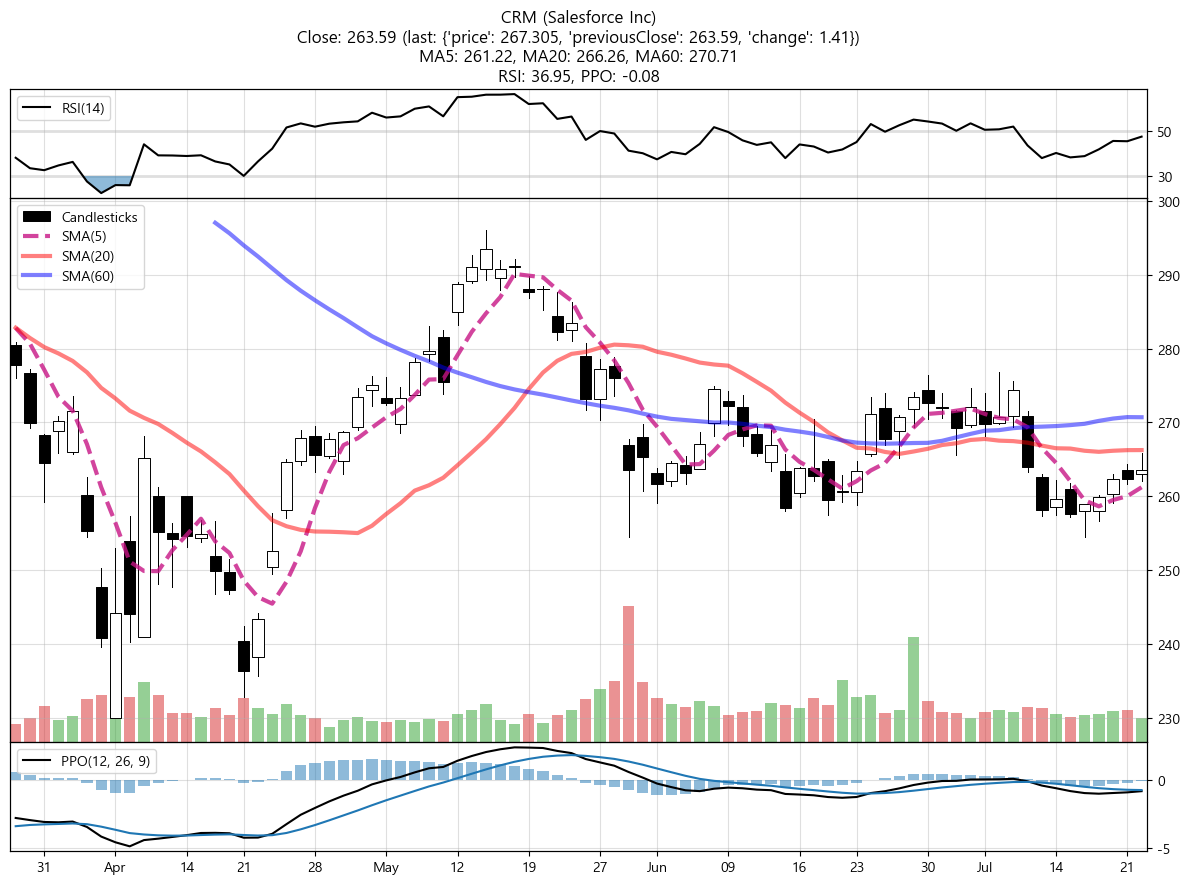 CRM (Salesforce Inc)
Close: 263.59 (last: {'price': 267.305, 'previousClose': 263.59, 'change': 1.41})
MA5: 261.22, MA20: 266.26, MA60: 270.71
RSI: 36.95, PPO: -0.08
RSI(14)
50
30
Candlesticks
SMA(5)
SMA(20)
SMA(60)
300
290
280
270
260
250
240
230
PPO(12, 26, 9)
0
-5
31 Apr 14 21 28 May 12 19 27 Jun 09 16 23 30 Jul 14 21